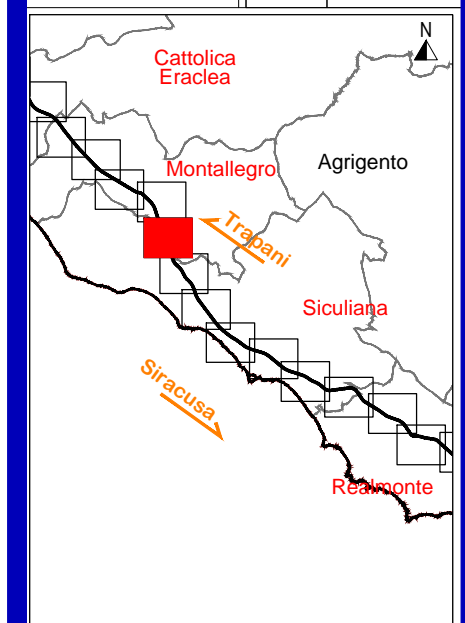 N
Cattolica
Eraclea
Montallegro
Agrigento
Trapani
Siculiana
Siracusa
Realmonte